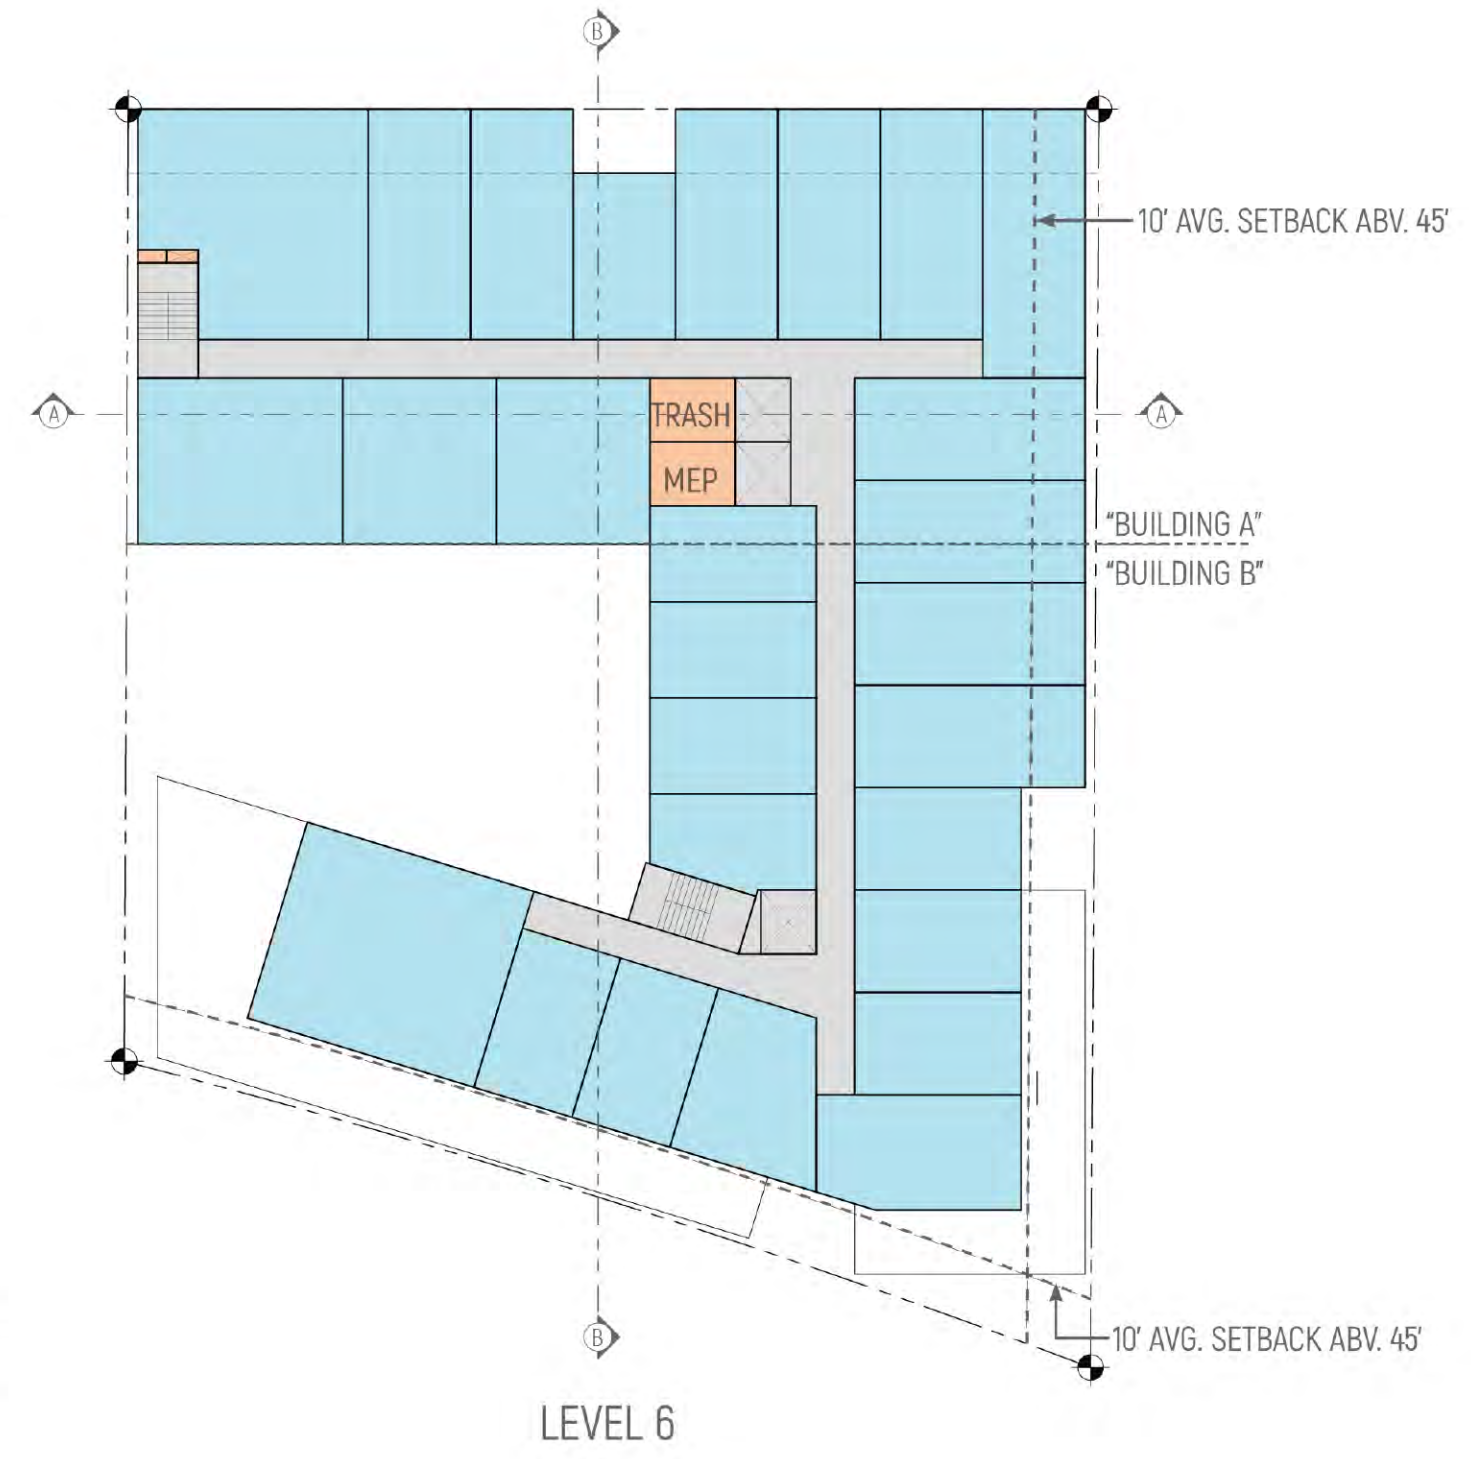 B
10' AVG. SETBACK ABV. 45'
A
TRASH
A
MEP
“BUILDING A”
“BUILDING B”
B
10' AVG. SETBACK ABV. 45'
LEVEL 6